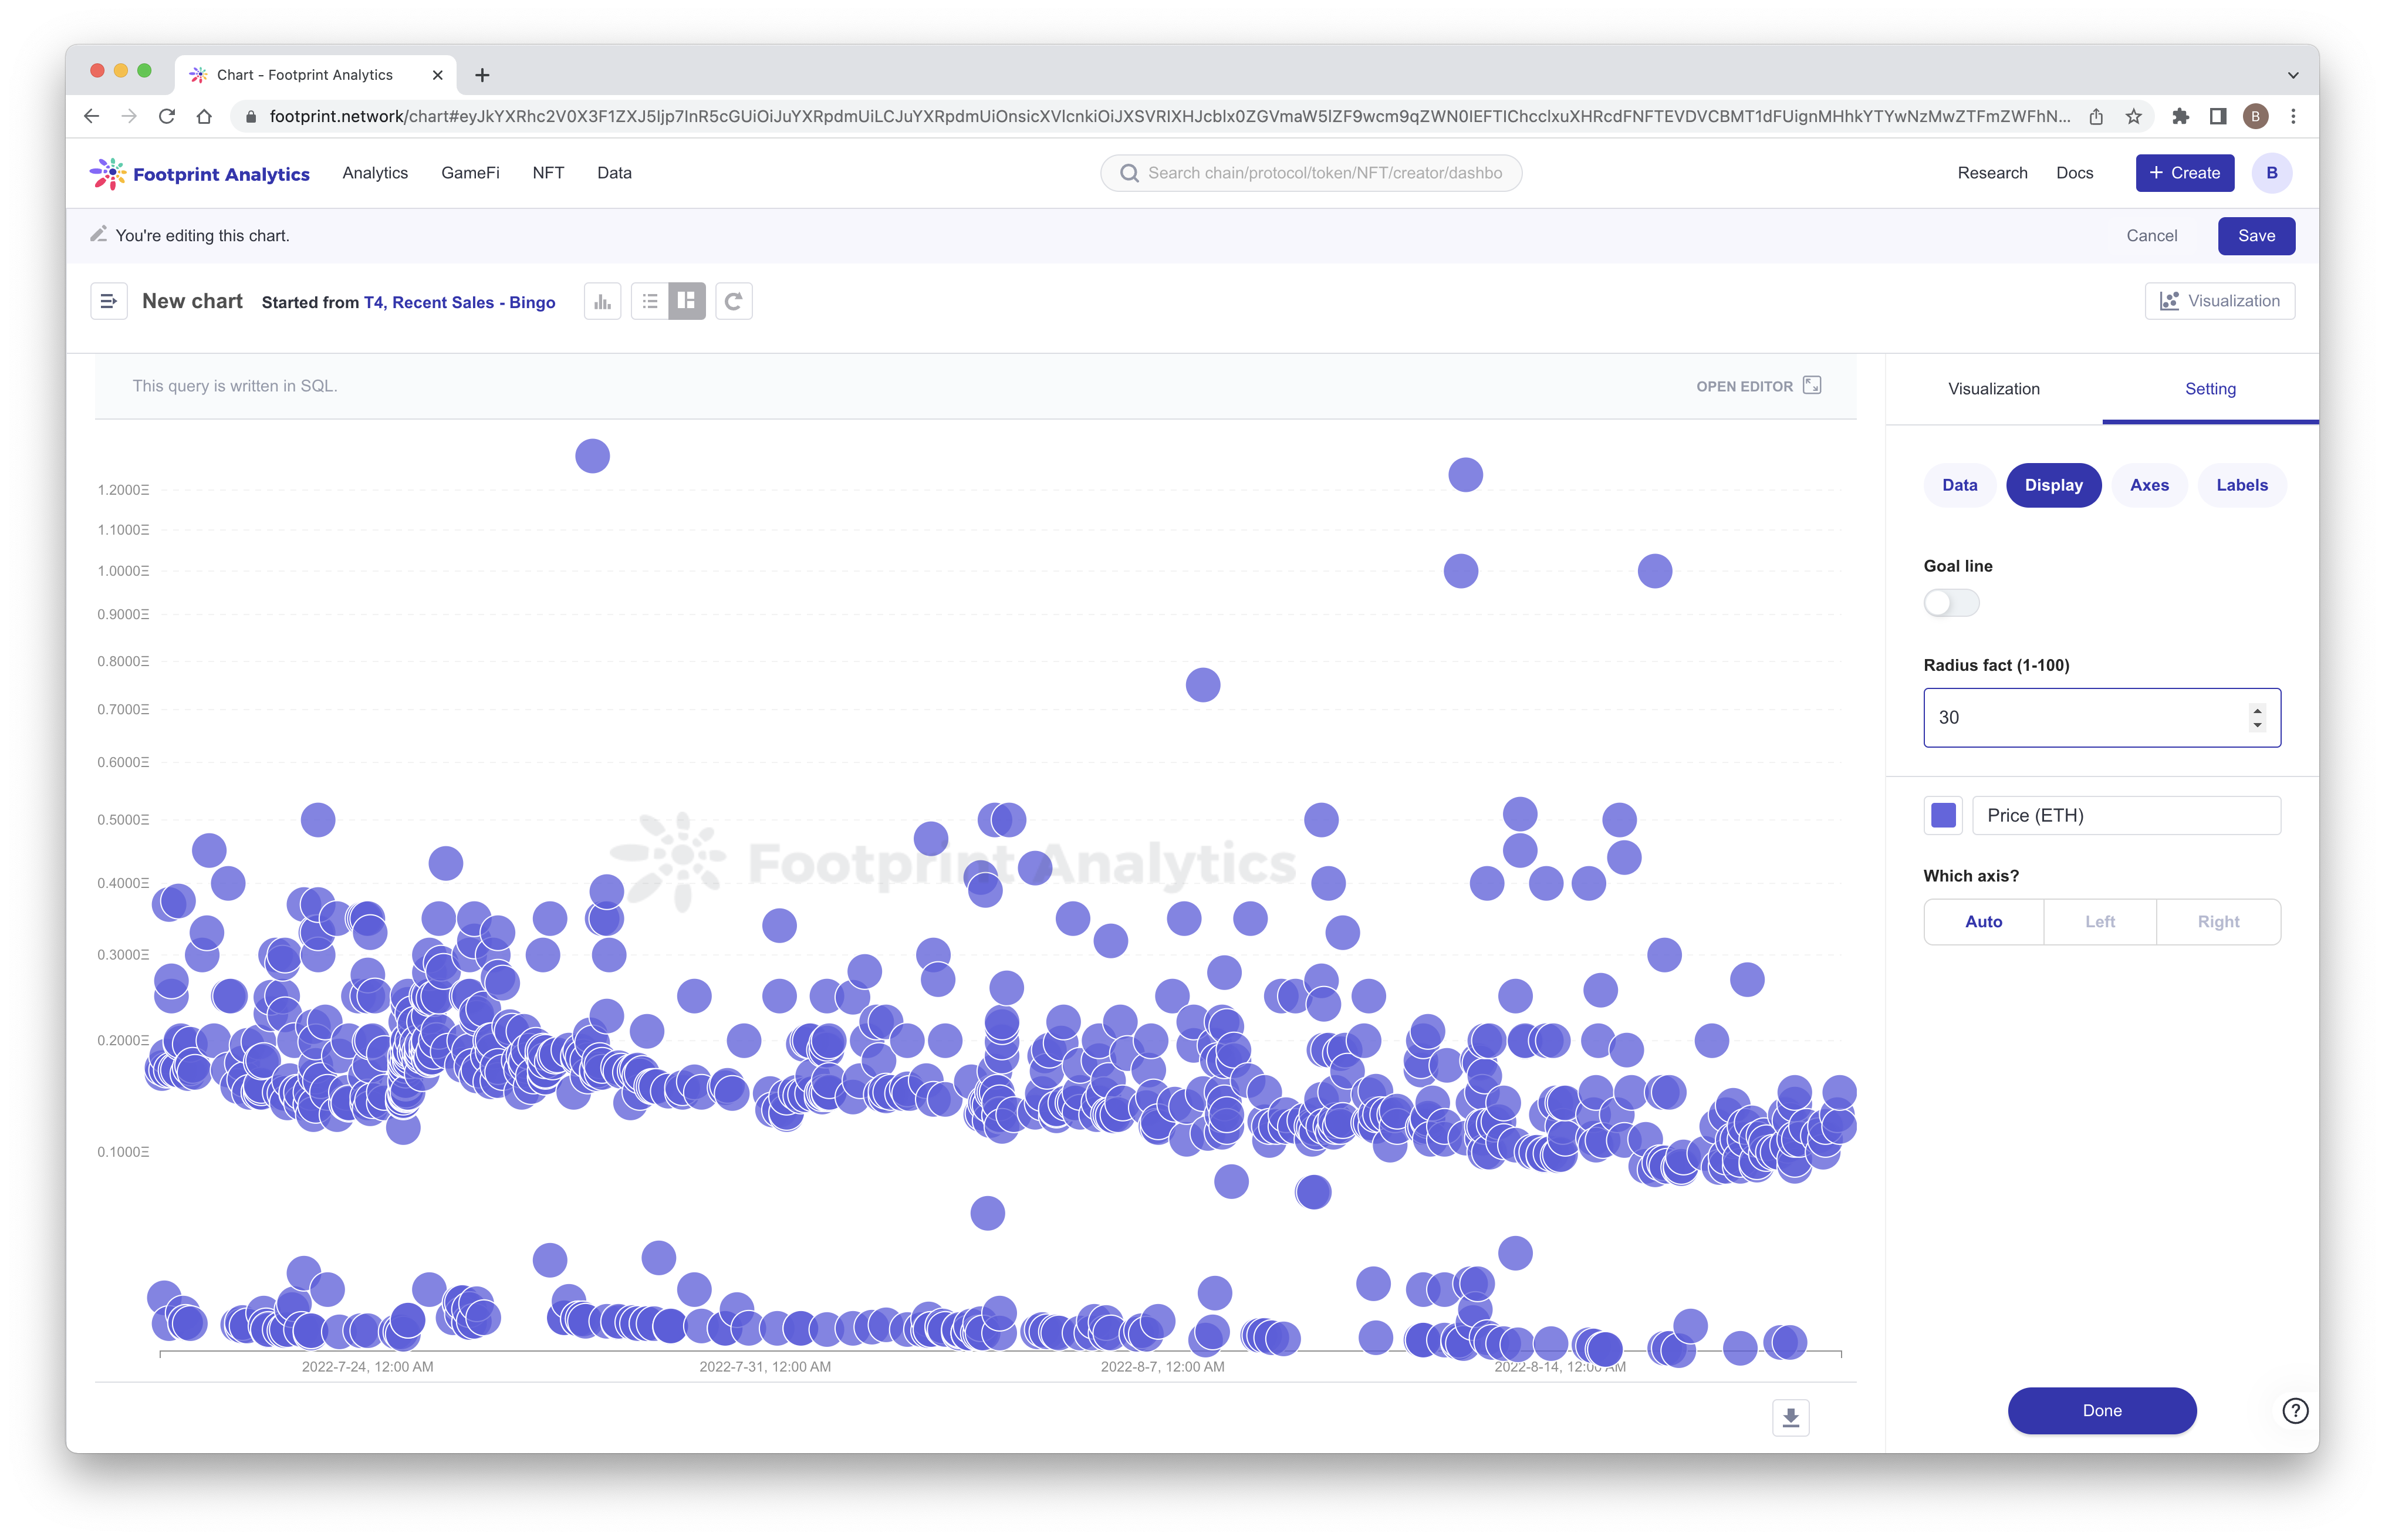 Chart - Footprint Analytics
footprint.network/chart#
Footprint Analytics
Analytics
GameFi
NFT
Data
Search chain/protocol/token/NFT/creator/dashbo
Research
Docs
+ Create
B
You're editing this chart.
Cancel
Save
New chart
Started from T4, Recent Sales - Bingo
Visualization
This query is written in SQL.
OPEN EDITOR
Visualization
Setting
Data
Display
Axes
Labels
Goal line
Radius fact (1-100)
30
Price (ETH)
Which axis?
Auto
Left
Right
Done
1.2000Ξ
1.1000Ξ
1.0000Ξ
0.9000Ξ
0.8000Ξ
0.7000Ξ
0.6000Ξ
0.5000Ξ
0.4000Ξ
0.3000Ξ
0.2000Ξ
0.1000Ξ
Footprint Analytics
2022-7-24, 12:00 AM
2022-7-31, 12:00 AM
2022-8-7, 12:00 AM
2022-8-14, 12:00 AM